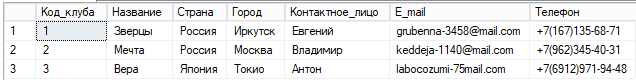 Код_клуба Название Страна Город Контактное_лицо E_mail Телефон
1 1 Зверцы Россия Иркутск Евгений grubenna-3458@mail.com +7(167)135-68-71
2 2 Мечта Россия Москва Владимир keddeja-1140@mail.com +7(962)345-40-31
3 3 Вера Япония Токио Антон labocozumi-75mail.com +7(6912)971-94-48